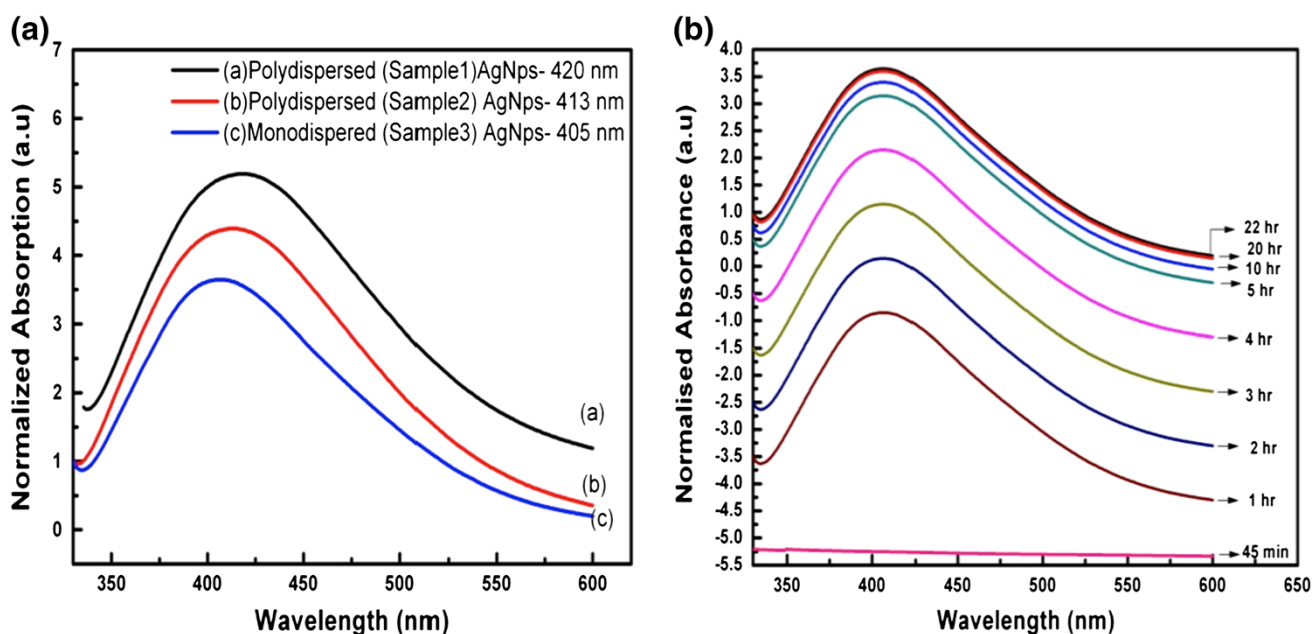 (a)
7
6
5
4
3
2
1
0
Normalized Absorption (a.u)
(a)Polydispersed (Sample1)AgNps- 420 nm
(b)Polydispersed (Sample2) AgNps- 413 nm
(c)Monodispered (Sample3) AgNps- 405 nm
(a)
(b)
(c)
350 400 450 500 550 600
Wavelength (nm)
(b)
4.0
3.5
3.0
2.5
2.0
1.5
1.0
0.5
0.0
-0.5
-1.0
-1.5
-2.0
-2.5
-3.0
-3.5
-4.0
-4.5
-5.0
-5.5
Normalised Absorbance (a.u)
22 hr
20 hr
10 hr
5 hr
4 hr
3 hr
2 hr
1 hr
45 min
350 400 450 500 550 600 650
Wavelength (nm)